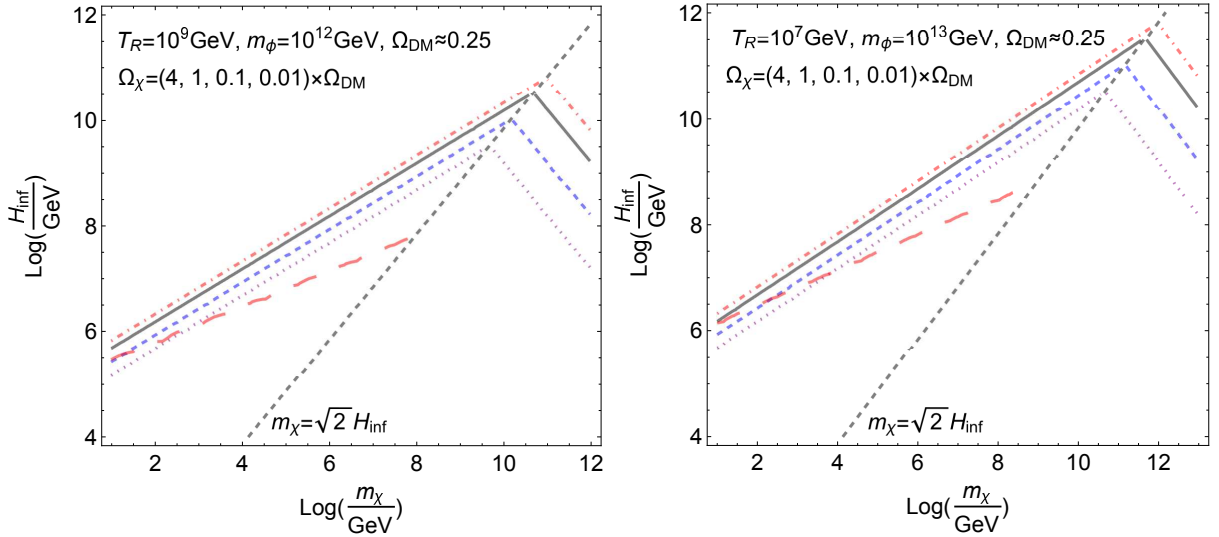 T_R=10^9GeV, m_ϕ=10^12GeV, Ω_DM≈0.25
Ω_χ=(4, 1, 0.1, 0.01)×Ω_DM
m_χ=√2 H_inf
12
10
8
6
4
Log(H_inf/GeV)
2 4 6 8 10 12
Log(m_χ/GeV)
T_R=10^7GeV, m_ϕ=10^13GeV, Ω_DM≈0.25
Ω_χ=(4, 1, 0.1, 0.01)×Ω_DM
m_χ=√2 H_inf
12
10
8
6
4
Log(H_inf/GeV)
2 4 6 8 10 12
Log(m_χ/GeV)